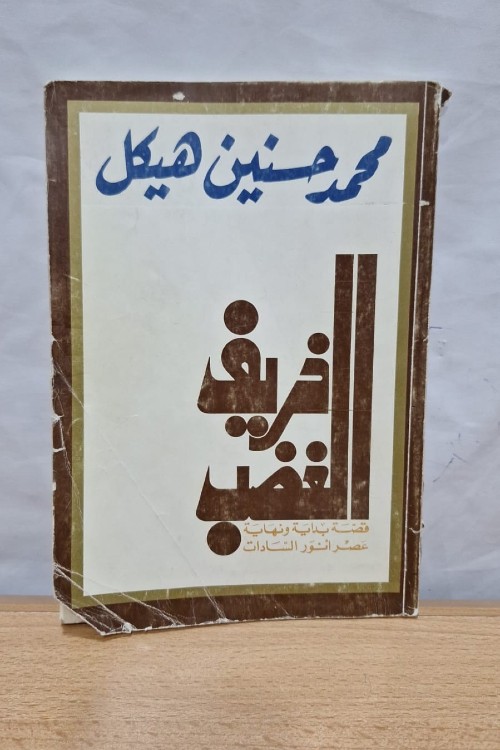 محمد حسنين هيكل
خريف
الغضب
قصة بداية ونهاية
عصر أنور السادات